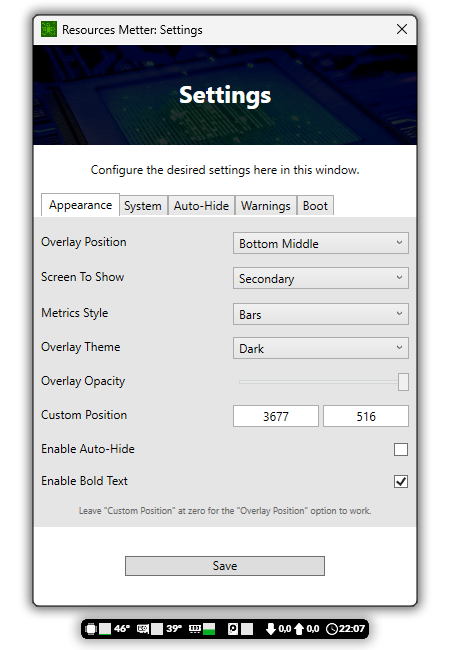 Resources Metter: Settings
Settings
Configure the desired settings here in this window.
Appearance System Auto-Hide Warnings Boot
Overlay Position Bottom Middle
Screen To Show Secondary
Metrics Style Bars
Overlay Theme Dark
Overlay Opacity
Custom Position 3677 516
Enable Auto-Hide
Enable Bold Text
Leave "Custom Position" at zero for the "Overlay Position" option to work.
Save
46° 39° 0,0 0,0 22:07